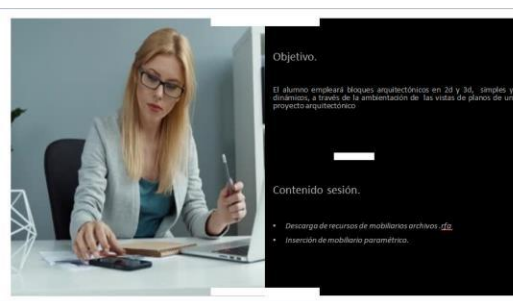 Objetivo.
El alumno empleará bloques arquitectónicos en 2d y 3d, simples y
dinámicos, a través de la ambientación de las vistas de planos de un
proyecto arquitectónico
Contenido sesión.
• Descarga de recursos de mobiliarios archivos .rfa
• Inserción de mobiliario paramétrico.